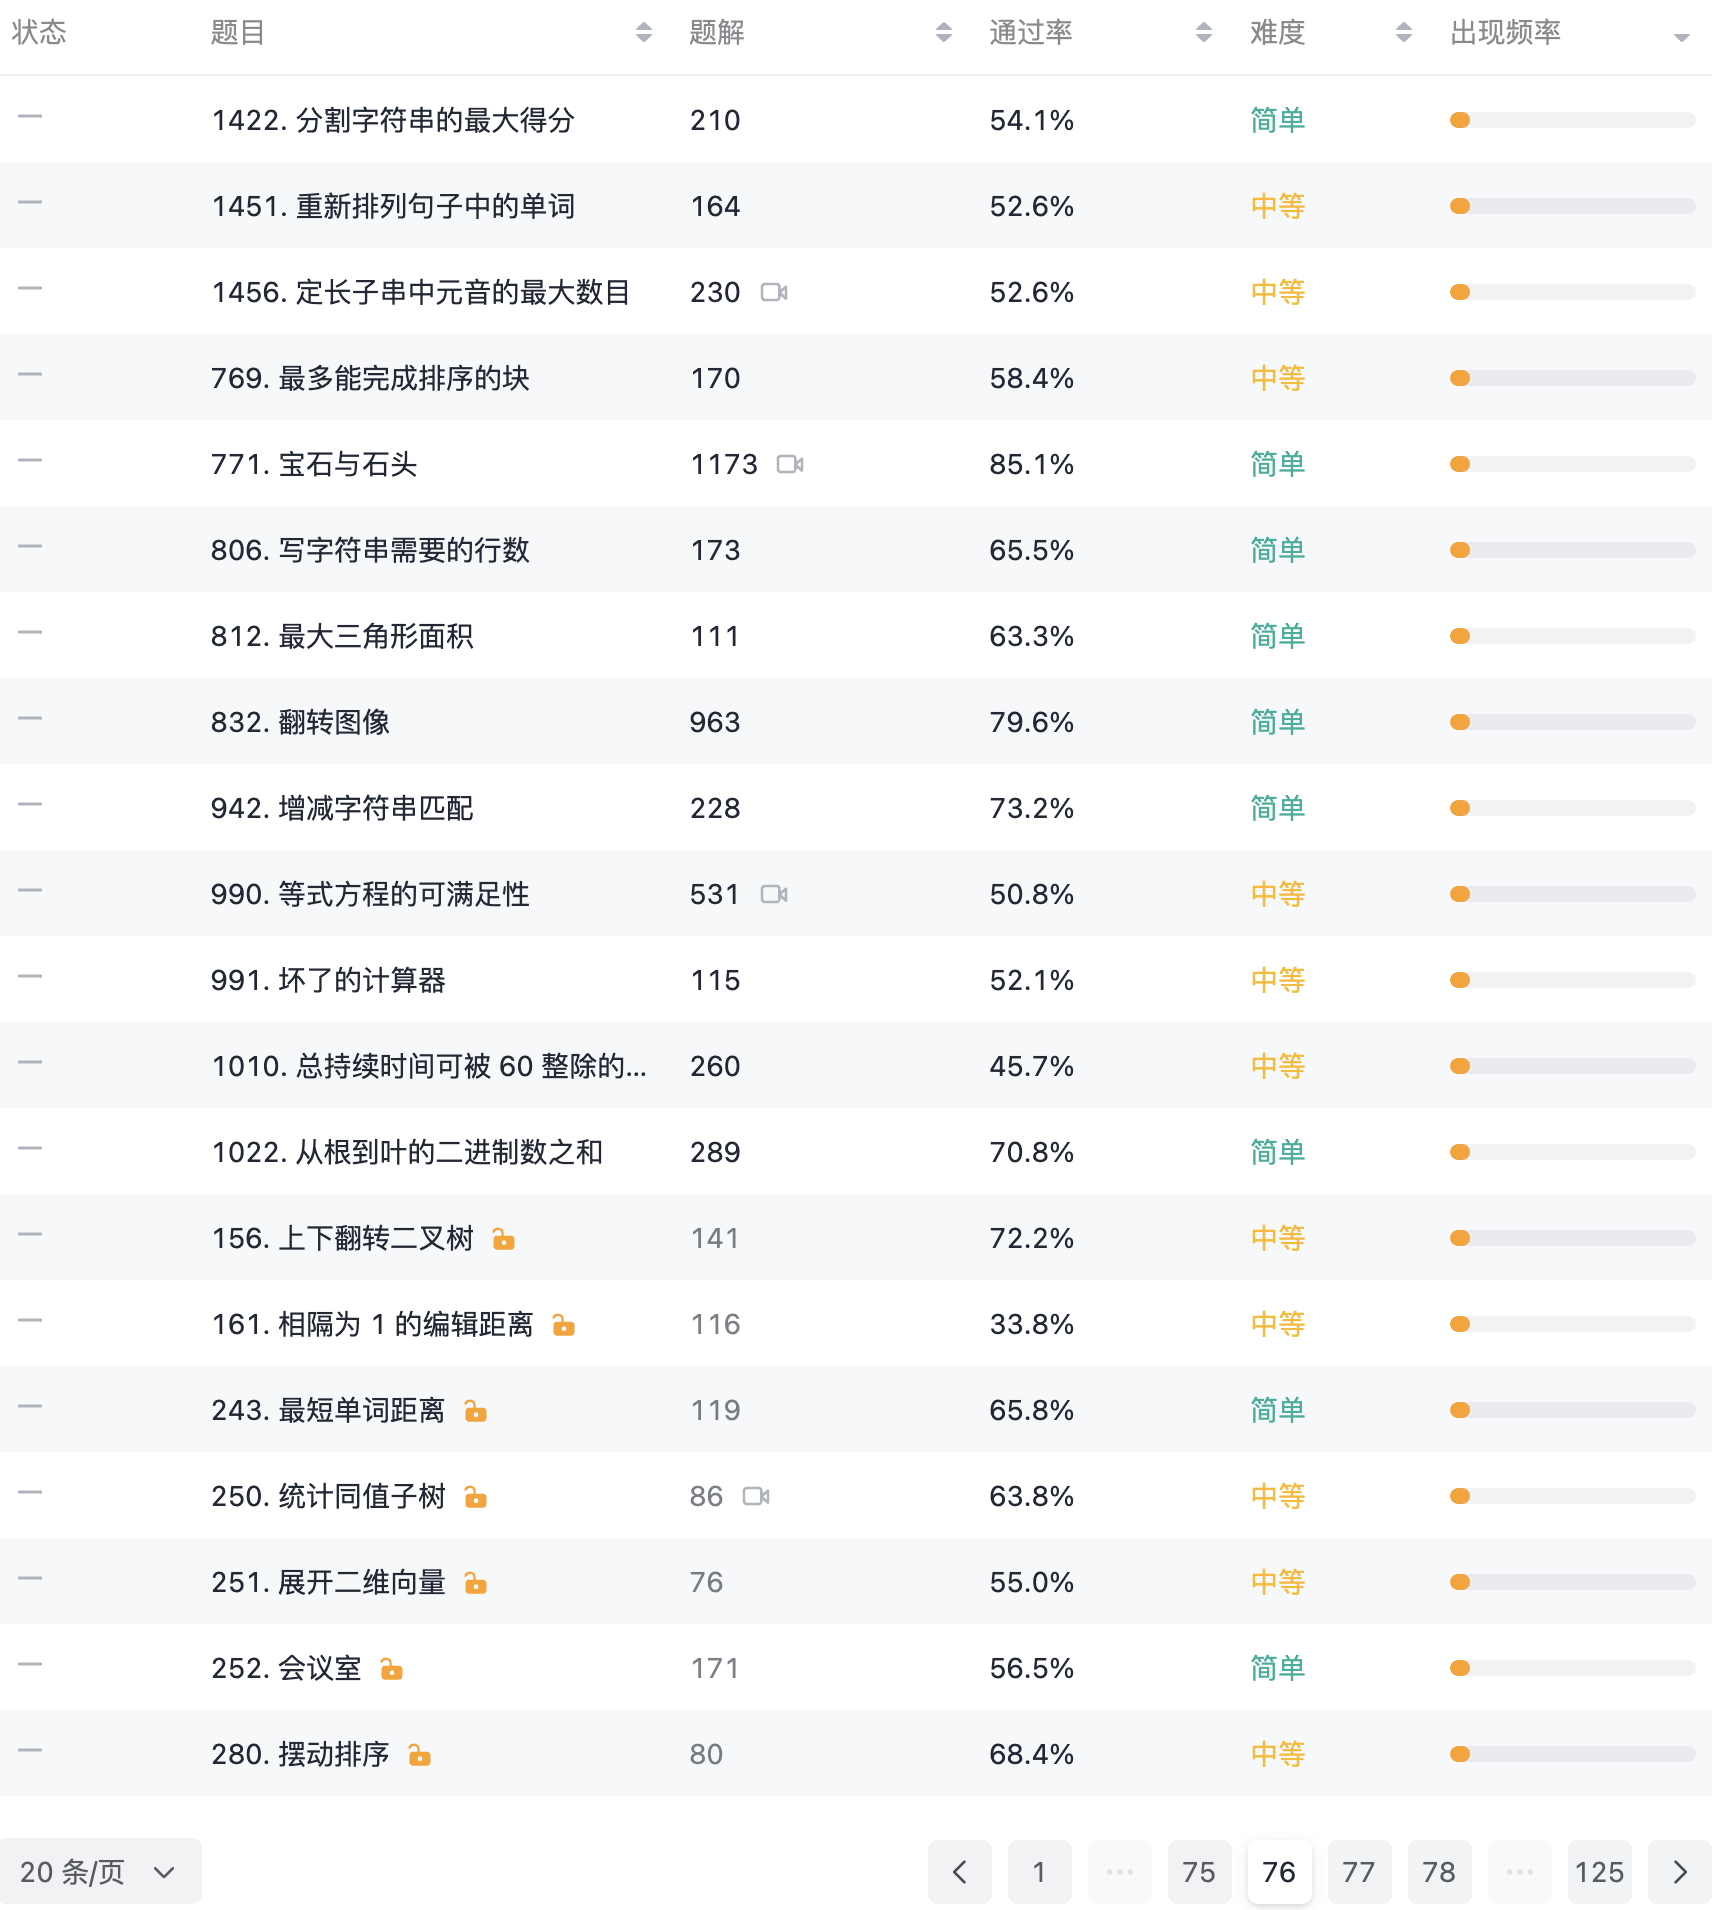 状态 题目 题解 通过率 难度 出现频率
1422. 分割字符串的最大得分 210 54.1% 简单
1451. 重新排列句子中的单词 164 52.6% 中等
1456. 定长子串中元音的最大数目 230 52.6% 中等
769. 最多能完成排序的块 170 58.4% 中等
771. 宝石与石头 1173 85.1% 简单
806. 写字符串需要的行数 173 65.5% 简单
812. 最大三角形面积 111 63.3% 简单
832. 翻转图像 963 79.6% 简单
942. 增减字符串匹配 228 73.2% 简单
990. 等式方程的可满足性 531 50.8% 中等
991. 坏了的计算器 115 52.1% 中等
1010. 总持续时间可被 60 整除的... 260 45.7% 中等
1022. 从根到叶的二进制数之和 289 70.8% 简单
156. 上下翻转二叉树 141 72.2% 中等
161. 相隔为 1 的编辑距离 116 33.8% 中等
243. 最短单词距离 119 65.8% 简单
250. 统计同值子树 86 63.8% 中等
251. 展开二维向量 76 55.0% 中等
252. 会议室 171 56.5% 简单
280. 摆动排序 80 68.4% 中等
20 条/页 1 ... 75 76 77 78 ... 125